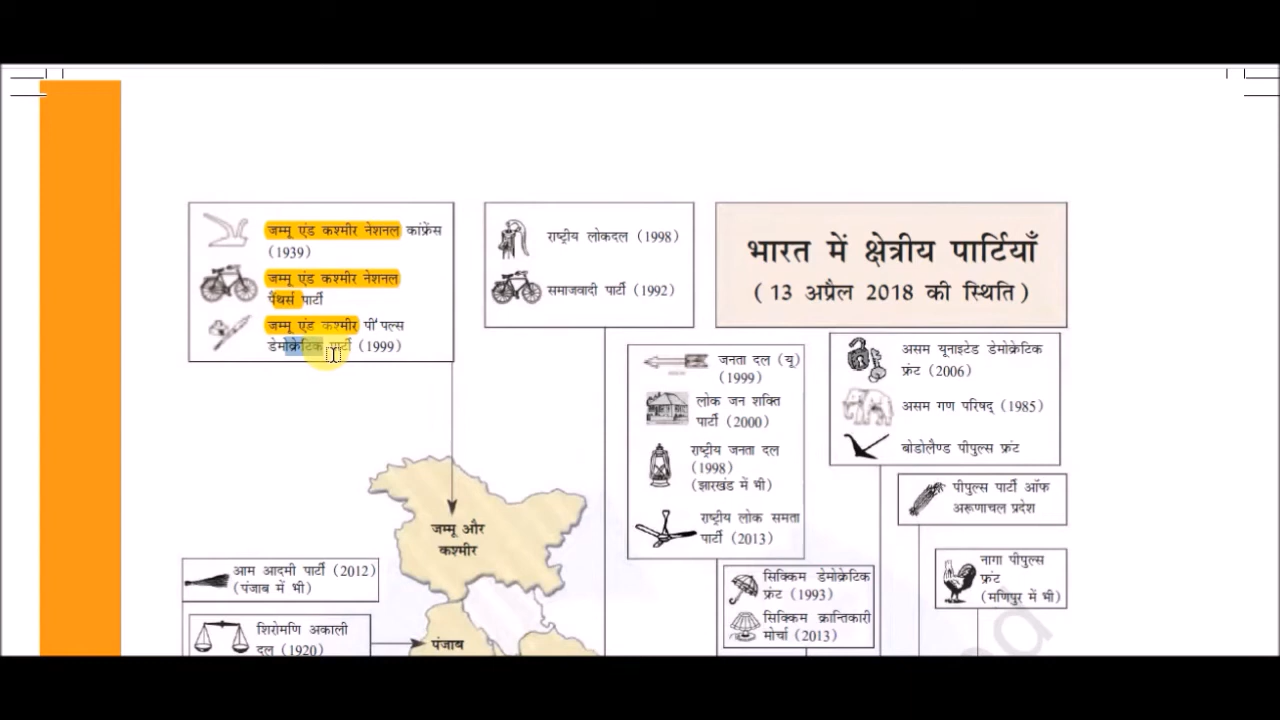 जम्मू एंड कश्मीर नेशनल कांफ्रेंस
(1939)
जम्मू एंड कश्मीर नेशनल
पैंथर्स पार्टी
जम्मू एंड कश्मीर पीपल्स
डेमोक्रेटिक पार्टी (1999)
राष्ट्रीय लोकदल (1998)
समाजवादी पार्टी (1992)
भारत में क्षेत्रीय पार्टियाँ
( 13 अप्रैल 2018 की स्थिति )
जनता दल (यू)
(1999)
लोक जन शक्ति
पार्टी (2000)
राष्ट्रीय जनता दल
(1998)
(झारखंड में भी)
राष्ट्रीय लोक समता
पार्टी (2013)
असम यूनाइटेड डेमोक्रेटिक
फ्रंट (2006)
असम गण परिषद् (1985)
बोडोलैण्ड पीपुल्स फ्रंट
पीपुल्स पार्टी ऑफ
अरूणाचल प्रदेश
नागा पीपुल्स
फ्रंट
(मणिपुर में भी)
सिक्किम डेमोक्रेटिक
फ्रंट (1993)
सिक्किम क्रान्तिकारी
मोर्चा (2013)
जम्मू और
कश्मीर
आम आदमी पार्टी (2012)
(पंजाब में भी)
शिरोमणि अकाली
दल (1920)
पंजाब